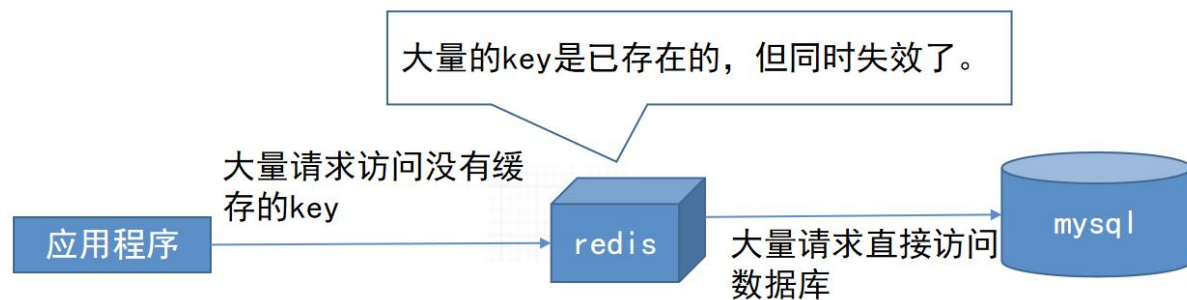 大量的key是已存在的，但同时失效了。
大量请求访问没有缓
存的key
应用程序
redis
大量请求直接访问
数据库
mysql